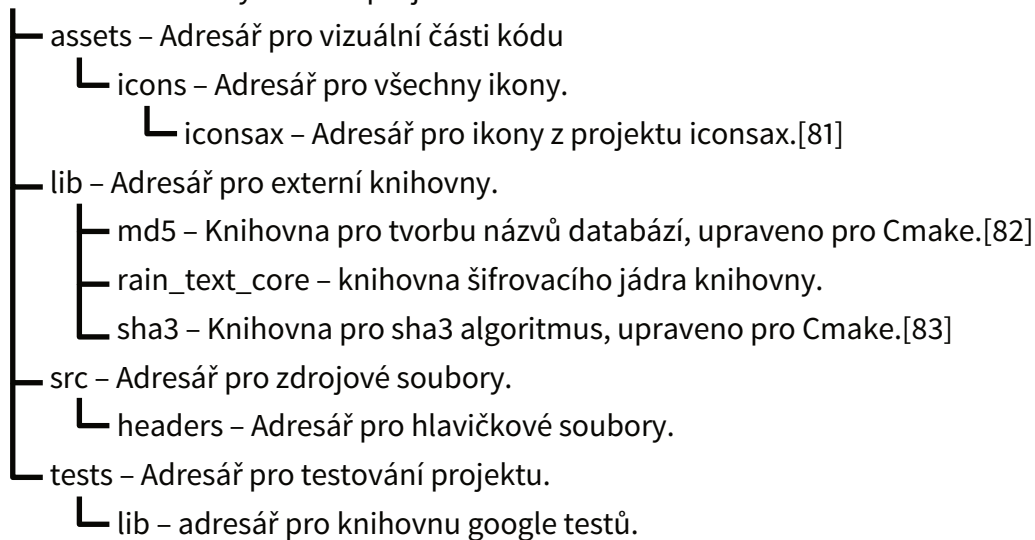 assets – Adresář pro vizuální části kódu
icons – Adresář pro všechny ikony.
iconsax – Adresář pro ikony z projektu iconsax.[81]
lib – Adresář pro externí knihovny.
md5 – Knihovna pro tvorbu názvů databází, upraveno pro Cmake.[82]
rain_text_core – knihovna šifrovacího jádra knihovny.
sha3 – Knihovna pro sha3 algoritmus, upraveno pro Cmake.[83]
src – Adresář pro zdrojové soubory.
headers – Adresář pro hlavičkové soubory.
tests – Adresář pro testování projektu.
lib – adresář pro knihovnu google testů.